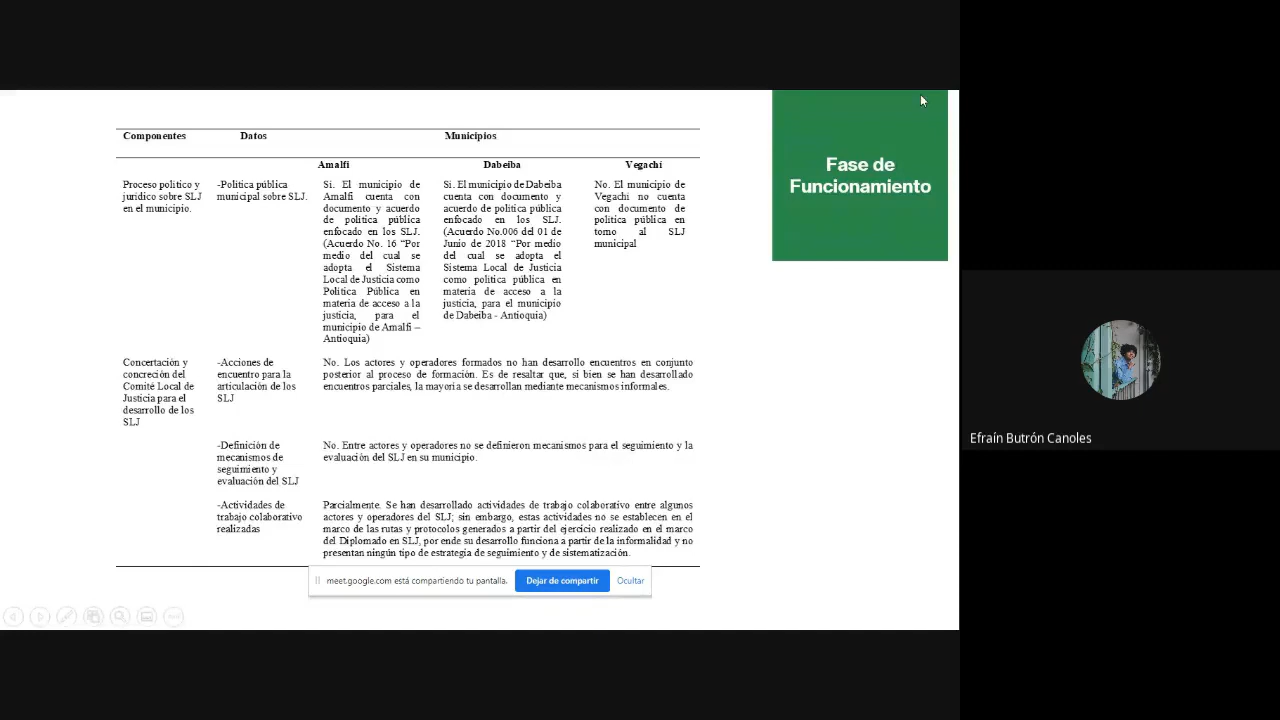 Fase de
Funcionamiento
Componentes Datos Municipios
Amalfi Dabeiba Vegachí
Proceso político y
jurídico sobre SLJ
en el municipio.
-Política pública
municipal sobre SLJ.
Si. El municipio de
Amalfi cuenta con
documento y acuerdo
de política pública
enfocado en los SLJ.
(Acuerdo No. 16 “Por
medio del cual se
adopta el Sistema
Local de Justicia como
Política Pública en
materia de acceso a la
justicia, para el
municipio de Amalfi –
Antioquia)
Si. El municipio de Dabeiba
cuenta con documento y
acuerdo de política pública
enfocado en los SLJ.
(Acuerdo No.006 del 01 de
Junio de 2018 “Por medio
del cual se adopta el
Sistema Local de Justicia
como política pública en
materia de acceso a la
justicia, para el municipio
de Dabeiba - Antioquia)
No. El municipio de
Vegachí no cuenta
con documento de
política pública en
torno al SLJ
municipal
Concertación y
concreción del
Comité Local de
Justicia para el
desarrollo de los
SLJ
-Acciones de
encuentro para la
articulación de los
SLJ
No. Los actores y operadores formados no han desarrollo encuentros en conjunto
posterior al proceso de formación. Es de resaltar que, si bien se han desarrollado
encuentros parciales, la mayoría se desarrollan mediante mecanismos informales.
-Definición de
mecanismos de
seguimiento y
evaluación del SLJ
No. Entre actores y operadores no se definieron mecanismos para el seguimiento y la
evaluación del SLJ en su municipio.
-Actividades de
trabajo colaborativo
realizadas
Parcialmente. Se han desarrollado actividades de trabajo colaborativo entre algunos
actores y operadores del SLJ; sin embargo, estas actividades no se establecen en el
marco de las rutas y protocolos generados a partir del ejercicio realizado en el marco
del Diplomado en SLJ, por ende su desarrollo funciona a partir de la informalidad y no
presentan ningún tipo de estrategia de seguimiento y de sistematización.
meet.google.com está compartiendo tu pantalla. Dejar de compartir Ocultar
Efraín Butrón Canoles